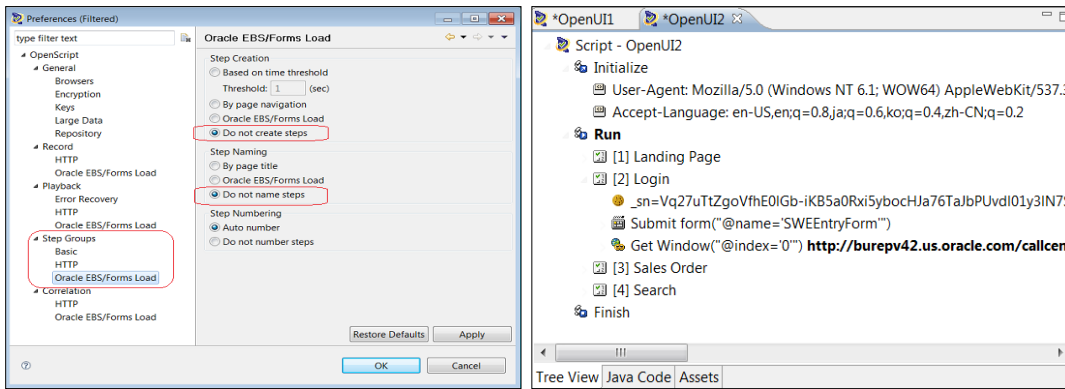 Preferences (Filtered)
type filter text
OpenScript
General
Browsers
Encryption
Keys
Large Data
Repository
Record
HTTP
Oracle EBS/Forms Load
Playback
Error Recovery
HTTP
Oracle EBS/Forms Load
Step Groups
Basic
HTTP
Oracle EBS/Forms Load
Correlation
HTTP
Oracle EBS/Forms Load
Oracle EBS/Forms Load
Step Creation
Based on time threshold
Threshold: 1 (sec)
By page navigation
Oracle EBS/Forms Load
Do not create steps
Step Naming
By page title
Oracle EBS/Forms Load
Do not name steps
Step Numbering
Auto number
Do not number steps
Restore Defaults Apply
OK Cancel
*OpenUI1 *OpenUI2
Script - OpenUI2
Initialize
User-Agent: Mozilla/5.0 (Windows NT 6.1; WOW64) AppleWebKit/537.3
Accept-Language: en-US,en;q=0.8,ja;q=0.6,ko;q=0.4,zh-CN;q=0.2
Run
[1] Landing Page
[2] Login
Submit form("@name='SWEEntryForm'")
Get Window("@index='0'") http://burepv42.us.oracle.com/callcen
[3] Sales Order
[4] Search
Finish
Tree View Java Code Assets